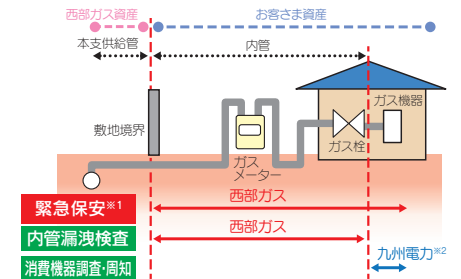 西部ガス資産
お客さま資産
本支供給管
内管
敷地境界
ガス
メーター
ガス栓
ガス機器
緊急保安※1
西部ガス
内管漏洩検査
西部ガス
消費機器調査・周知
九州電力※2